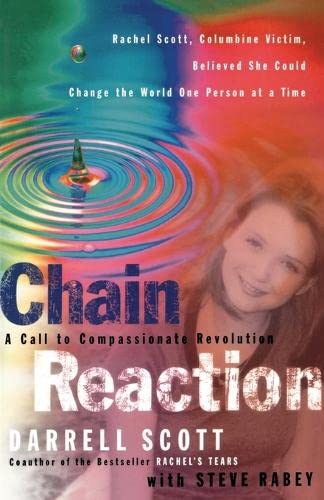 Rachel Scott, Columbine Victim,
Believed She Could
Change the World One Person at a Time
Chain
A Call to Compassionate Revolution
Reaction
DARRELL SCOTT
Coauthor of the Bestseller RACHEL'S TEARS
with STEVE RABEY